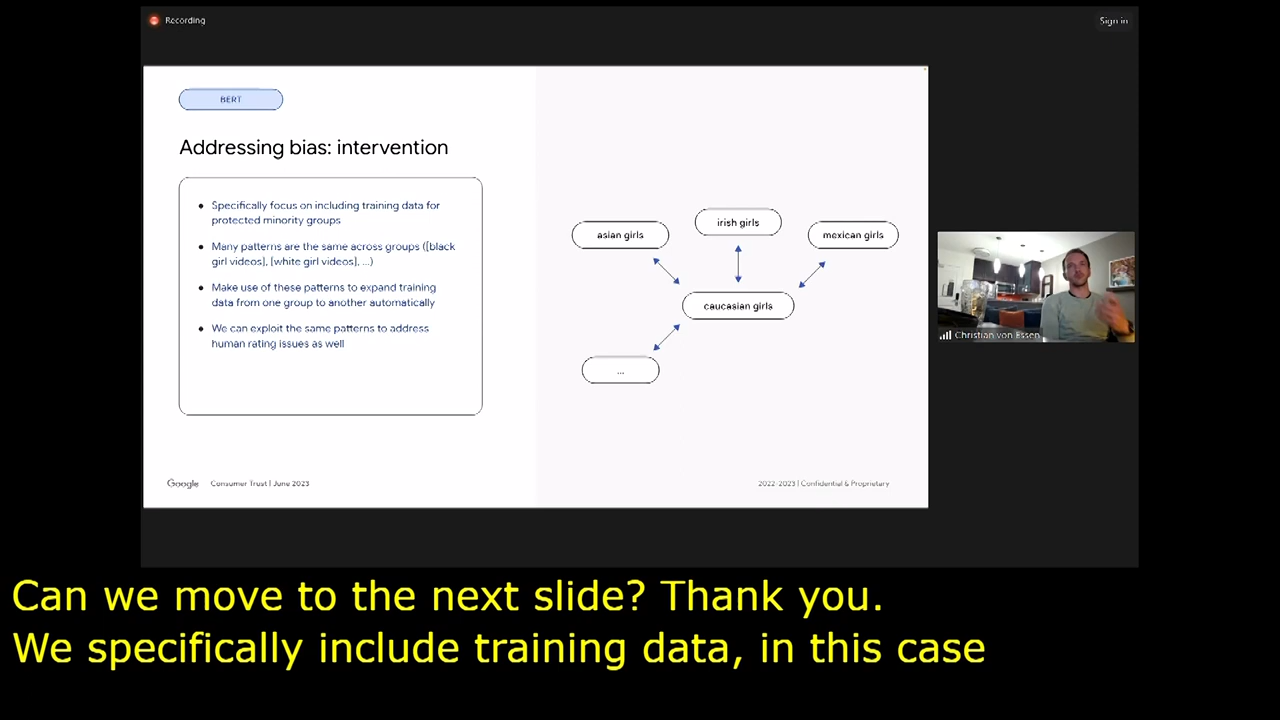 Recording
Sign in
BERT
Addressing bias: intervention
● Specifically focus on including training data for
protected minority groups
● Many patterns are the same across groups ([black
girl videos], [white girl videos], ...)
● Make use of these patterns to expand training
data from one group to another automatically
● We can exploit the same patterns to address
human rating issues as well
asian girls
irish girls
mexican girls
caucasian girls
...
Christian von Essen
Google Consumer Trust | June 2023
2022-2023 | Confidential & Proprietary
Can we move to the next slide? Thank you.
We specifically include training data, in this case